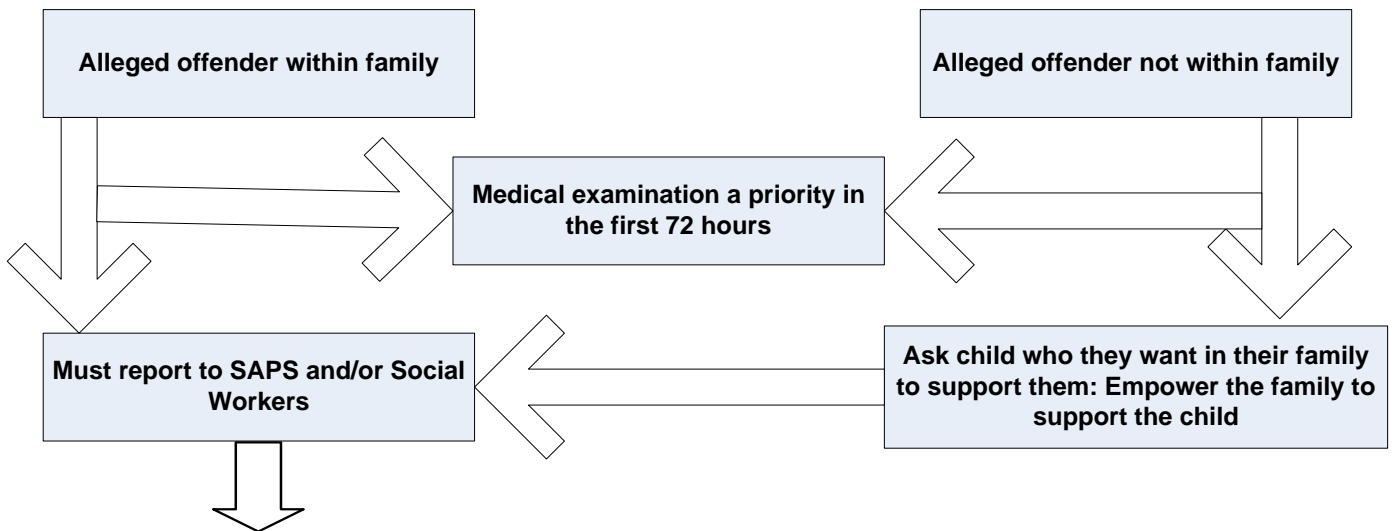 Alleged offender within family
Alleged offender not within family
Medical examination a priority in
the first 72 hours
Must report to SAPS and/or Social
Workers
Ask child who they want in their family
to support them: Empower the family to
support the child